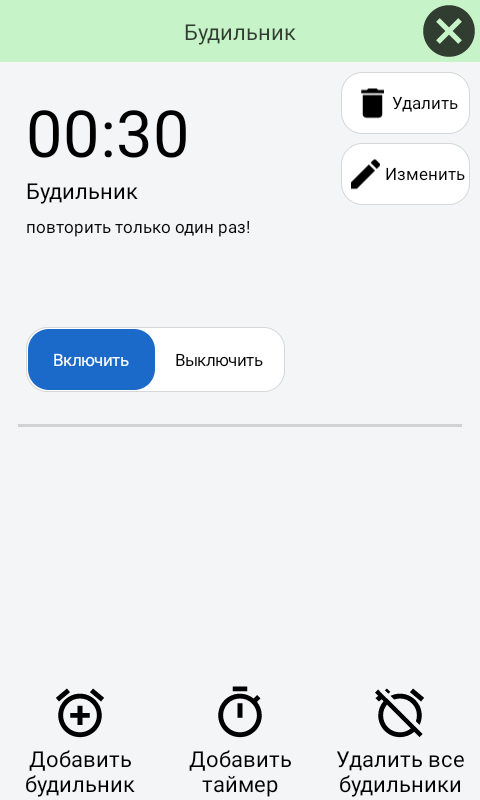 Будильник
00:30
Удалить
Будильник
Изменить
повторить только один раз!
Включить
Выключить
Добавить
будильник
Добавить
таймер
Удалить все
будильники